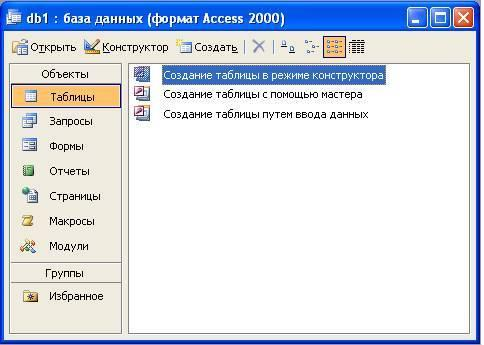 db1 : база данных (формат Access 2000)
Открыть Конструктор Создать
Объекты
Таблицы
Запросы
Формы
Отчеты
Страницы
Макросы
Модули
Группы
Избранное
Создание таблицы в режиме конструктора
Создание таблицы с помощью мастера
Создание таблицы путем ввода данных